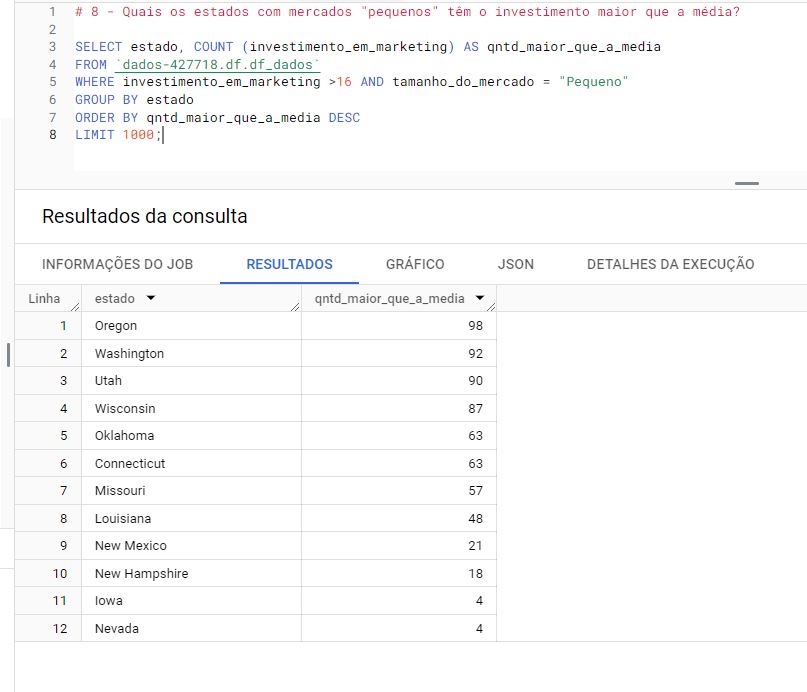 1 # 8 - Quais os estados com mercados "pequenos" têm o investimento maior que a média?
2
3 SELECT estado, COUNT (investimento_em_marketing) AS qntd_maior_que_a_media
4 FROM `dados-427718.df.df_dados`
5 WHERE investimento_em_marketing >16 AND tamanho_do_mercado = "Pequeno"
6 GROUP BY estado
7 ORDER BY qntd_maior_que_a_media DESC
8 LIMIT 1000;
Resultados da consulta
INFORMAÇÕES DO JOB RESULTADOS GRÁFICO JSON DETALHES DA EXECUÇÃO
Linha estado qntd_maior_que_a_media
1 Oregon 98
2 Washington 92
3 Utah 90
4 Wisconsin 87
5 Oklahoma 63
6 Connecticut 63
7 Missouri 57
8 Louisiana 48
9 New Mexico 21
10 New Hampshire 18
11 Iowa 4
12 Nevada 4